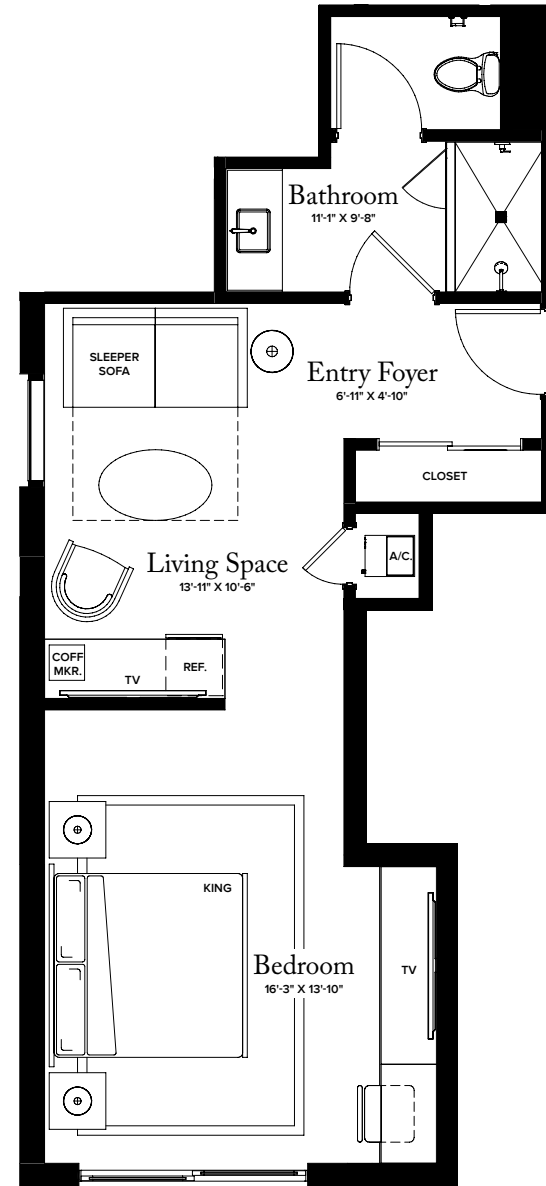 Bathroom
11'-1" X 9'-8"
SLEEPER
SOFA
Entry Foyer
6'-11" X 4'-10"
CLOSET
A/C.
Living Space
13'-11" X 10'-6"
COFF
MKR.
TV
REF.
KING
Bedroom
16'-3" X 13'-10"
TV